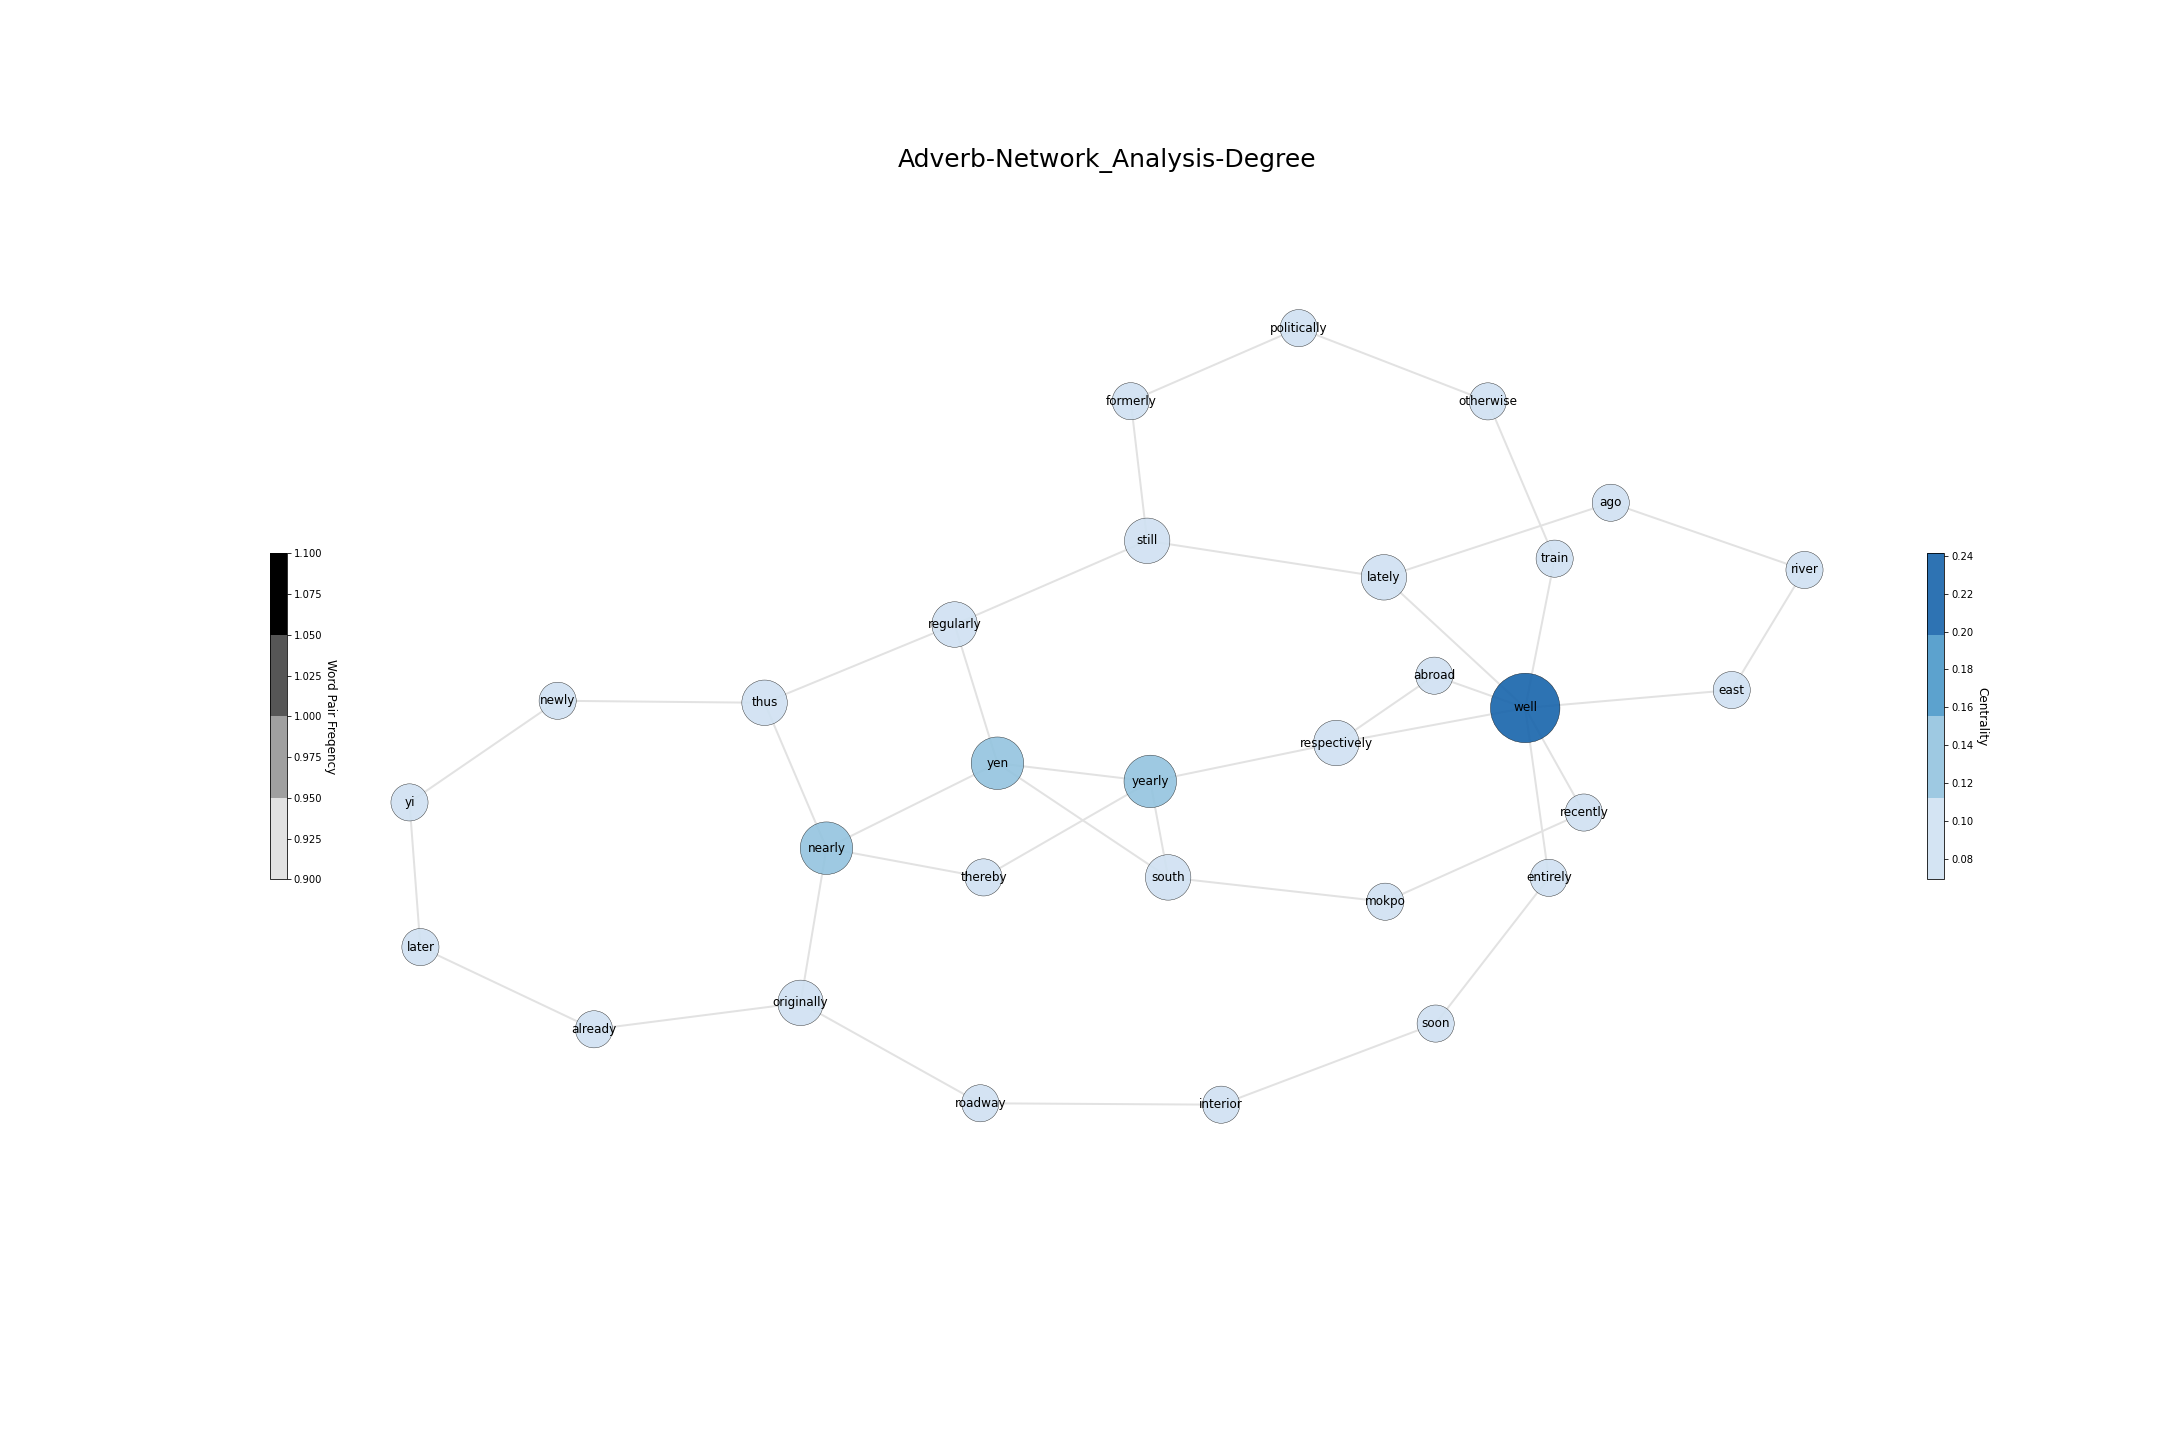 Adverb-Network_Analysis-Degree
politically
formerly
otherwise
ago
still
train
river
lately
regularly
abroad
east
newly
thus
well
respectively
yen
yearly
yi
recently
nearly
thereby
south
entirely
mokpo
later
originally
soon
already
roadway
interior
1.100
1.075
1.050
1.025
1.000
0.975
0.950
0.925
0.900
Word Pair Freqency
0.24
0.22
0.20
0.18
0.16
0.14
0.12
0.10
0.08
Centrality